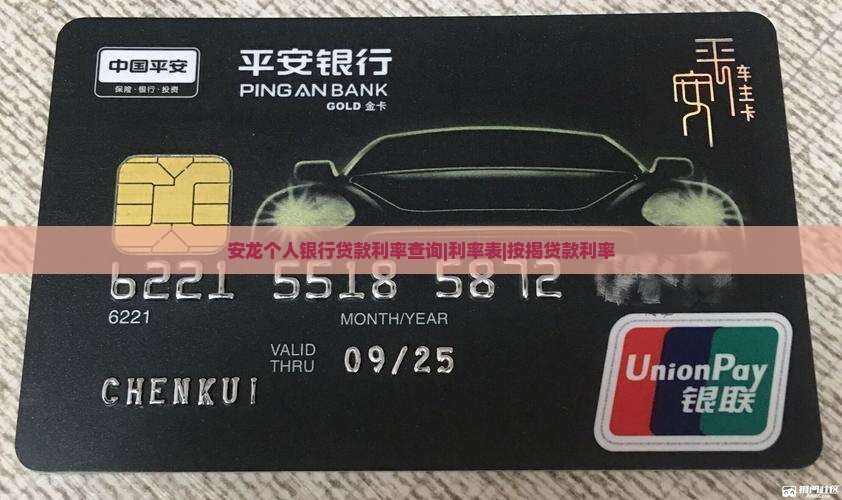 中国平安
保险·银行·投资
平安银行
PING AN BANK
GOLD 金卡
平安
车主卡
安龙个人银行贷款利率查询|利率表|按揭贷款利率
6221 5518 5872
6221
MONTH/YEAR
VALID THRU 09/25
CHENKUI
UnionPay
银联